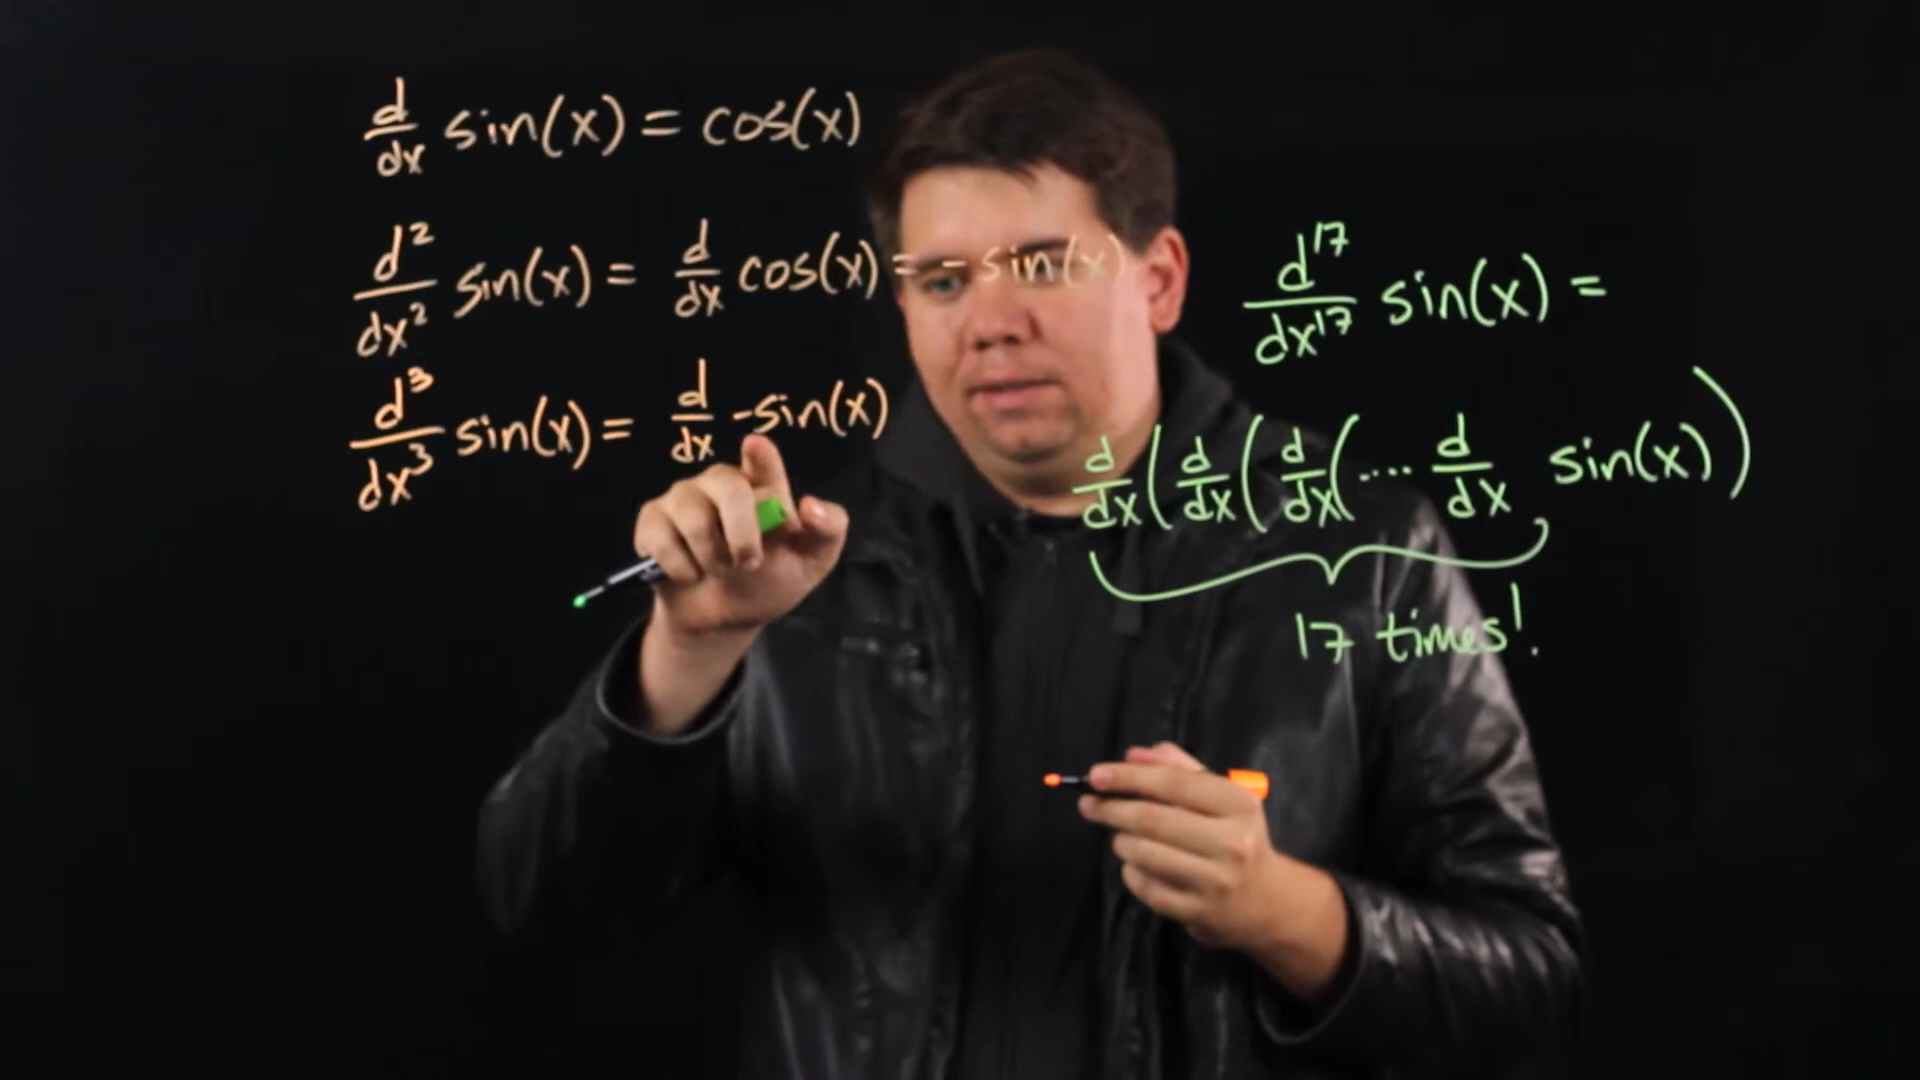 d/dx sin(x) = cos(x)
d²/dx² sin(x) = d/dx cos(x) = - sin(x)
d³/dx³ sin(x) = d/dx -sin(x)
d¹⁷/dx¹⁷ sin(x) =
d/dx(d/dx(d/dx(.... d/dx sin(x))
17 times!